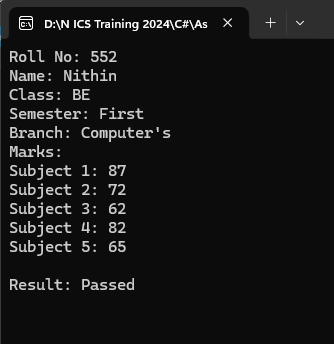 D:\N ICS Training 2024\C#\As
Roll No: 552
Name: Nithin
Class: BE
Semester: First
Branch: Computer's
Marks:
Subject 1: 87
Subject 2: 72
Subject 3: 62
Subject 4: 82
Subject 5: 65
Result: Passed